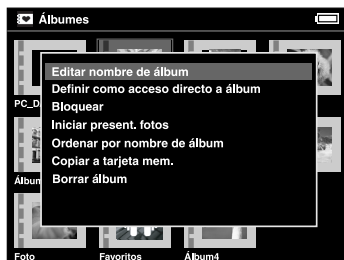 Álbumes
Editar nombre de álbum
Definir como acceso directo a álbum
Bloquear
Iniciar present. fotos
Ordenar por nombre de álbum
Copiar a tarjeta mem.
Borrar álbum
PC_D
Álbum
Foto
Favoritos
Álbum4